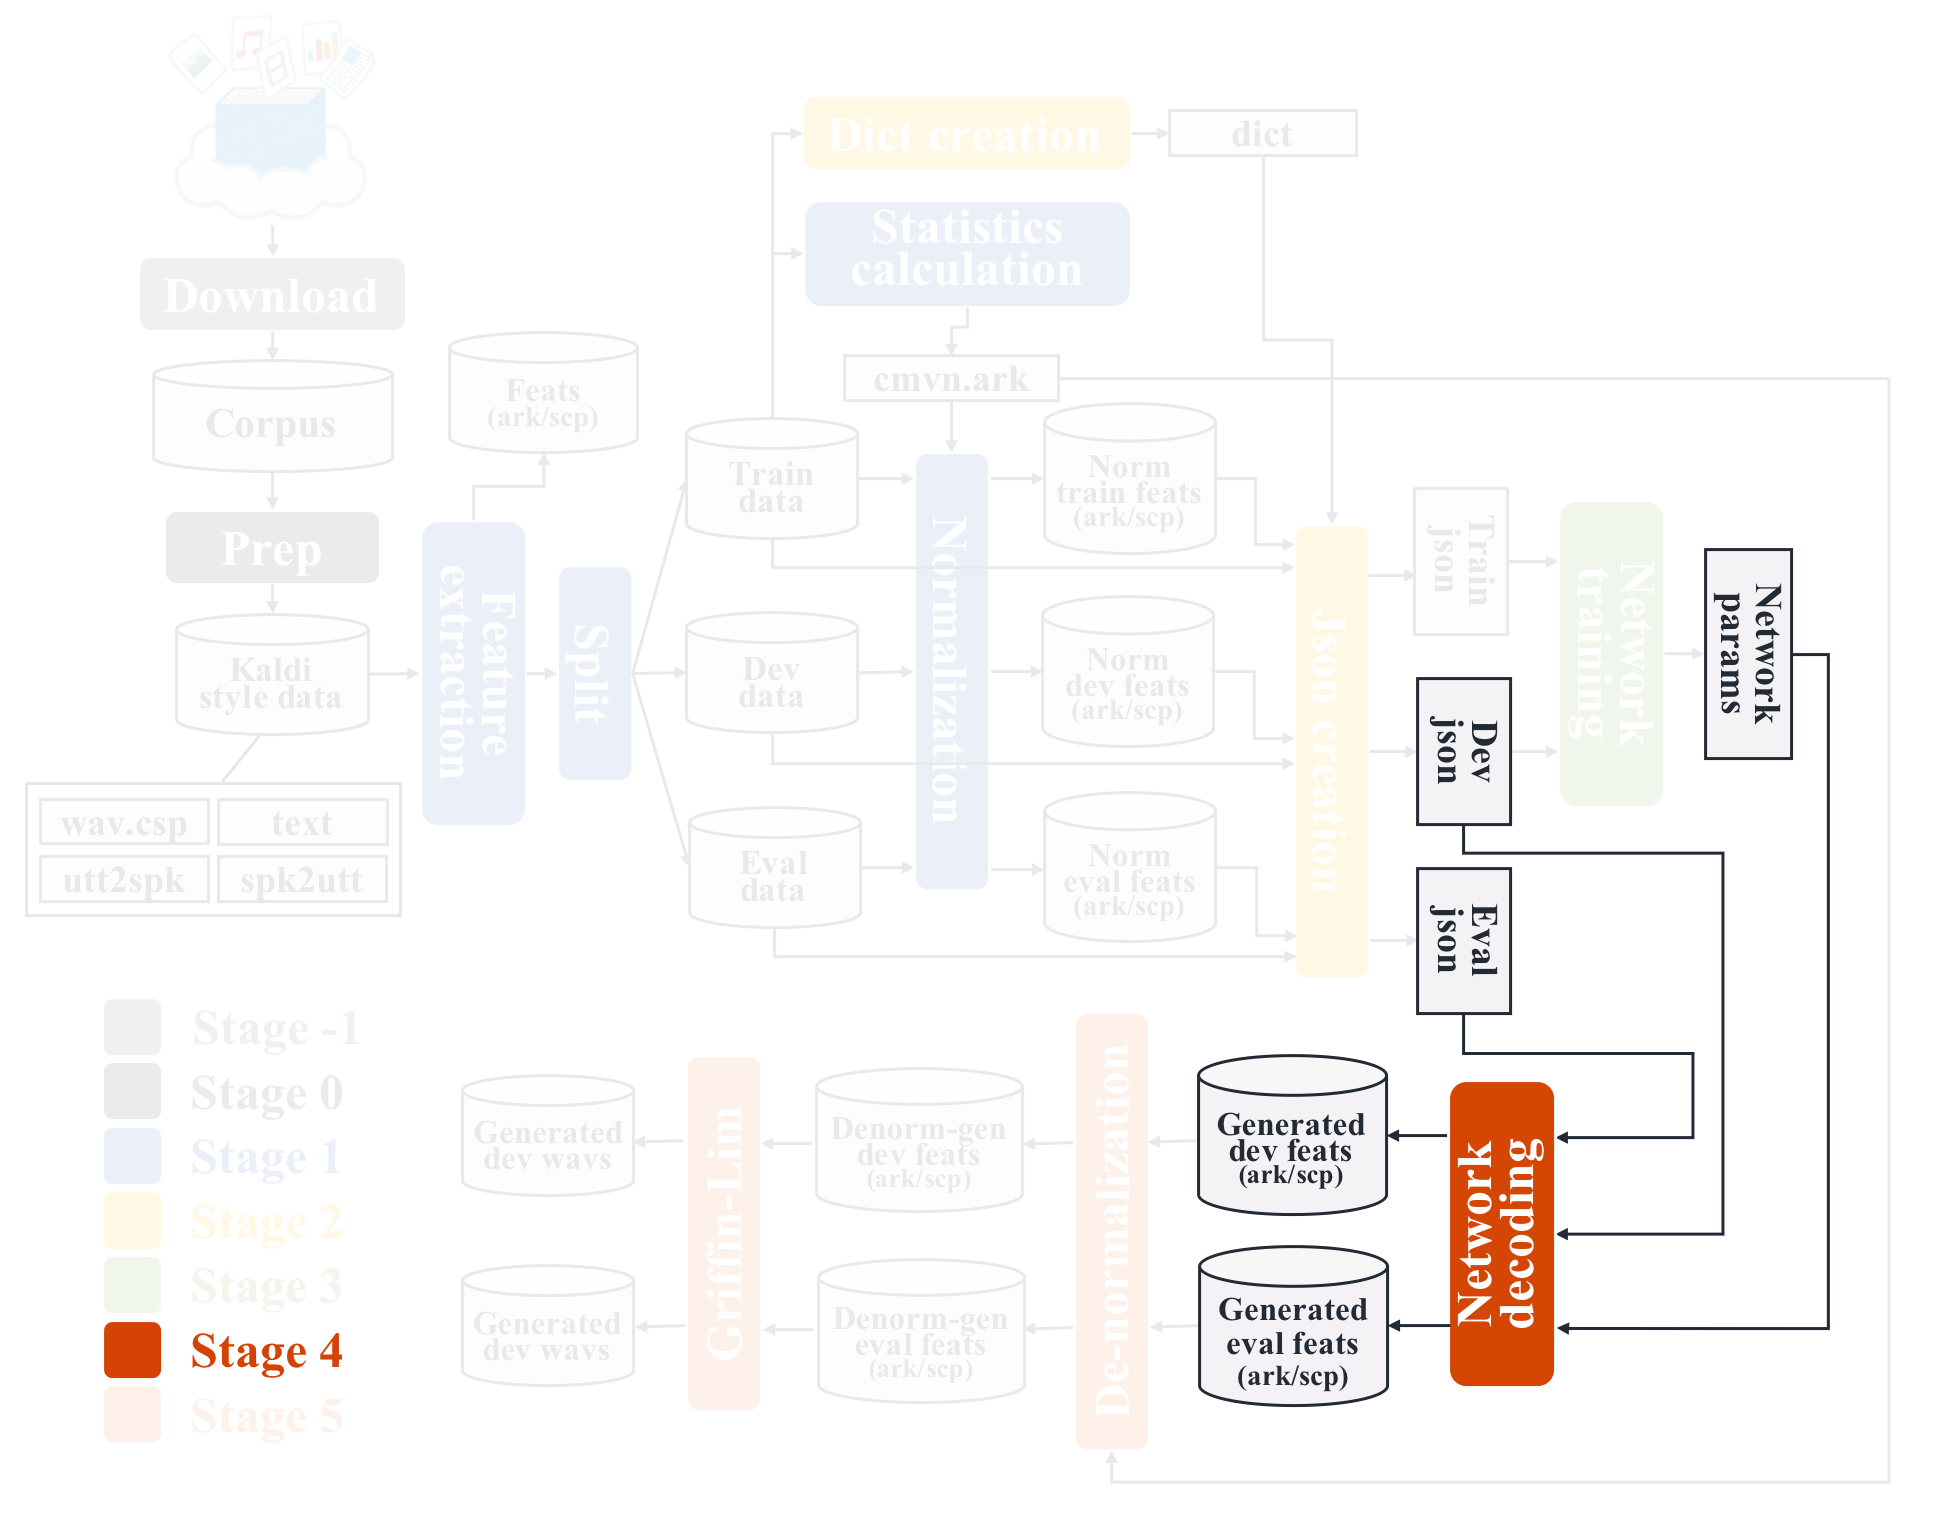 Dict creation
dict
Statistics
calculation
Download
cmvn.ark
Feats
(ark/scp)
Corpus
Train
data
Norm
train feats
(ark/scp)
Prep
Feature
extraction
Split
Normalization
Json creation
Train
json
Network
training
Network
params
Kaldi
style data
Dev
data
Norm
dev feats
(ark/scp)
Dev
json
wav.csp
text
utt2spk
spk2utt
Eval
data
Norm
eval feats
(ark/scp)
Eval
json
Stage -1
Stage 0
Stage 1
Stage 2
Stage 3
Stage 4
Stage 5
Generated
dev wavs
Griffin-Lim
Denorm-gen
dev feats
(ark/scp)
De-normalization
Generated
dev feats
(ark/scp)
Network
decoding
Generated
dev wavs
Denorm-gen
eval feats
(ark/scp)
Generated
eval feats
(ark/scp)